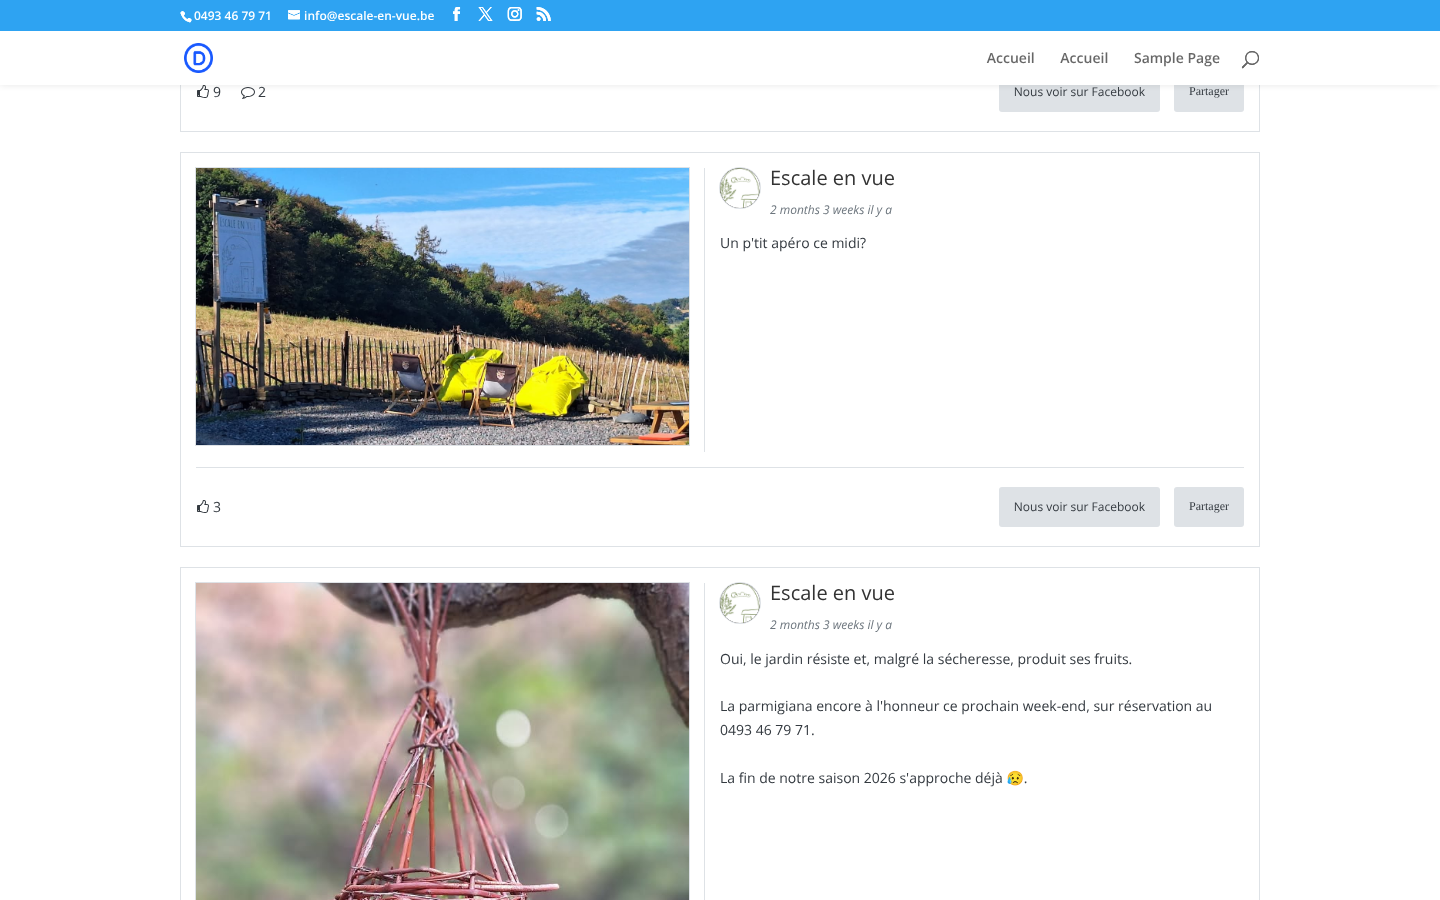 0493 46 79 71
info@escale-en-vue.be
Accueil
Accueil
Sample Page
9
2
Nous voir sur Facebook
Partager
Escale en vue
2 months 3 weeks il y a
Un p'tit apéro ce midi?
3
Nous voir sur Facebook
Partager
Escale en vue
2 months 3 weeks il y a
Oui, le jardin résiste et, malgré la sécheresse, produit ses fruits.
La parmigiana encore à l'honneur ce prochain week-end, sur réservation au
0493 46 79 71.
La fin de notre saison 2026 s'approche déjà 😥.